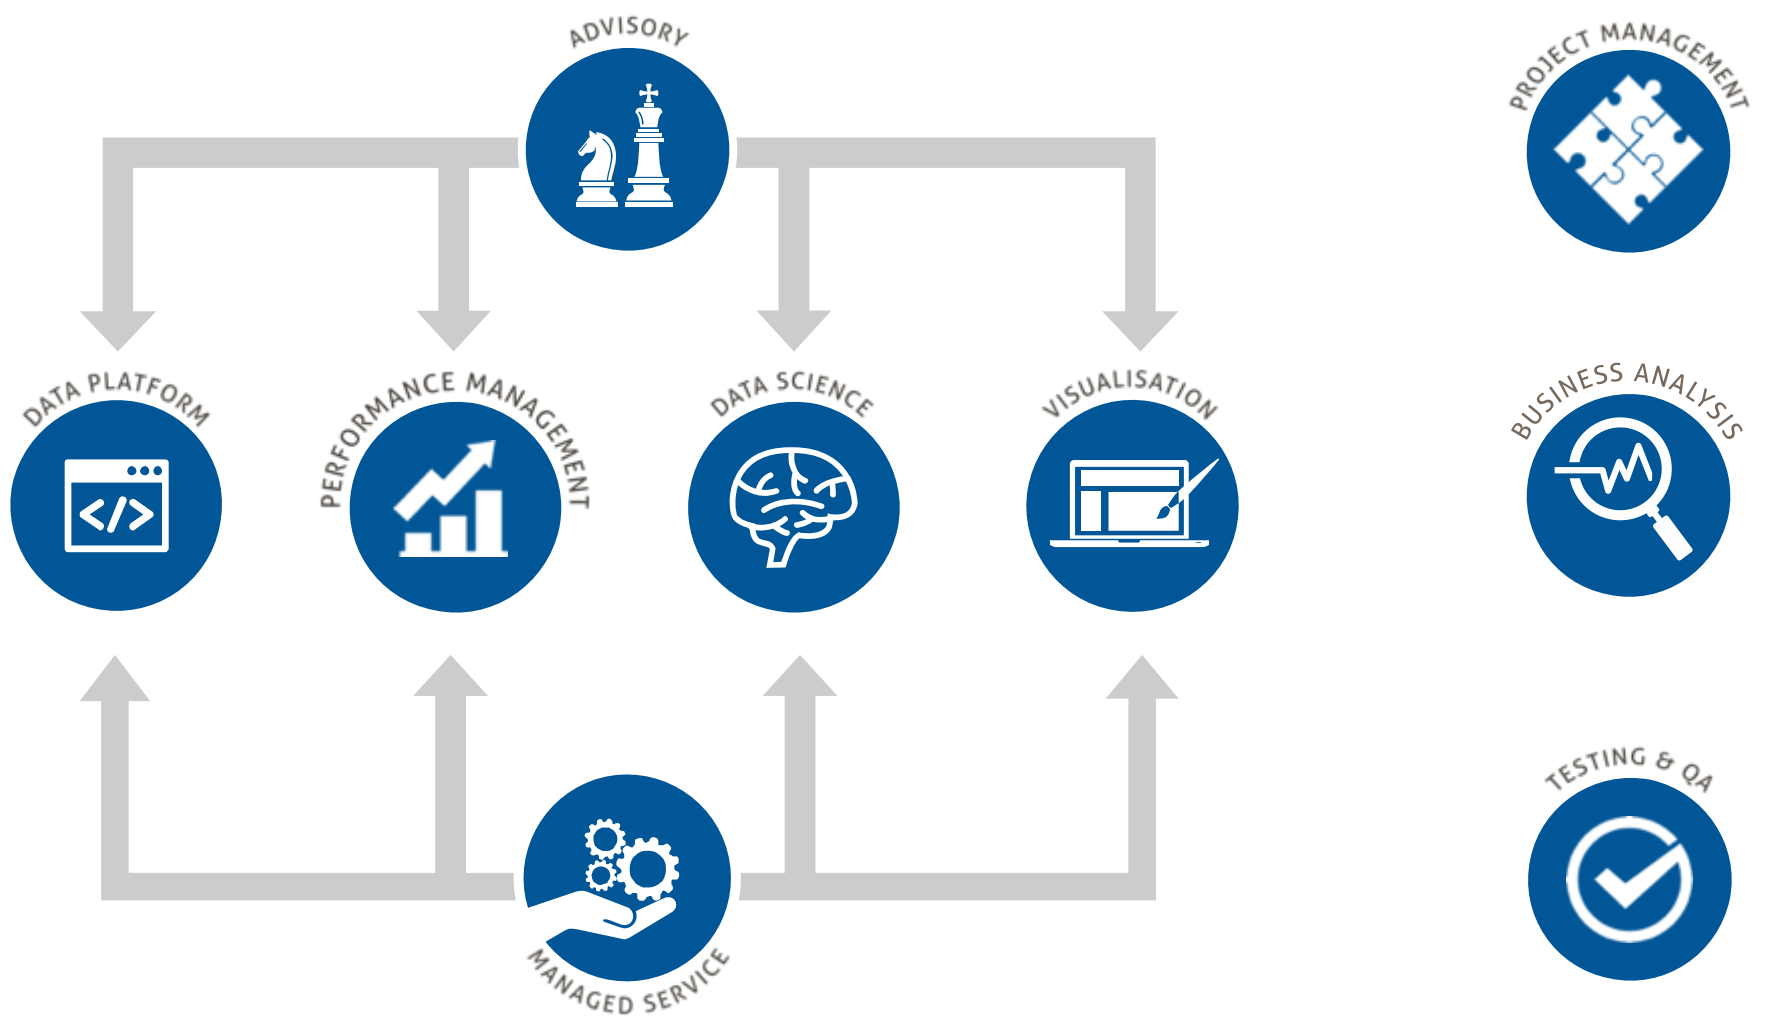 ADVISORY
PROJECT MANAGEMENT
DATA PLATFORM
PERFORMANCE MANAGEMENT
DATA SCIENCE
VISUALISATION
BUSINESS ANALYSIS
</>
TESTING & QA
MANAGED SERVICE